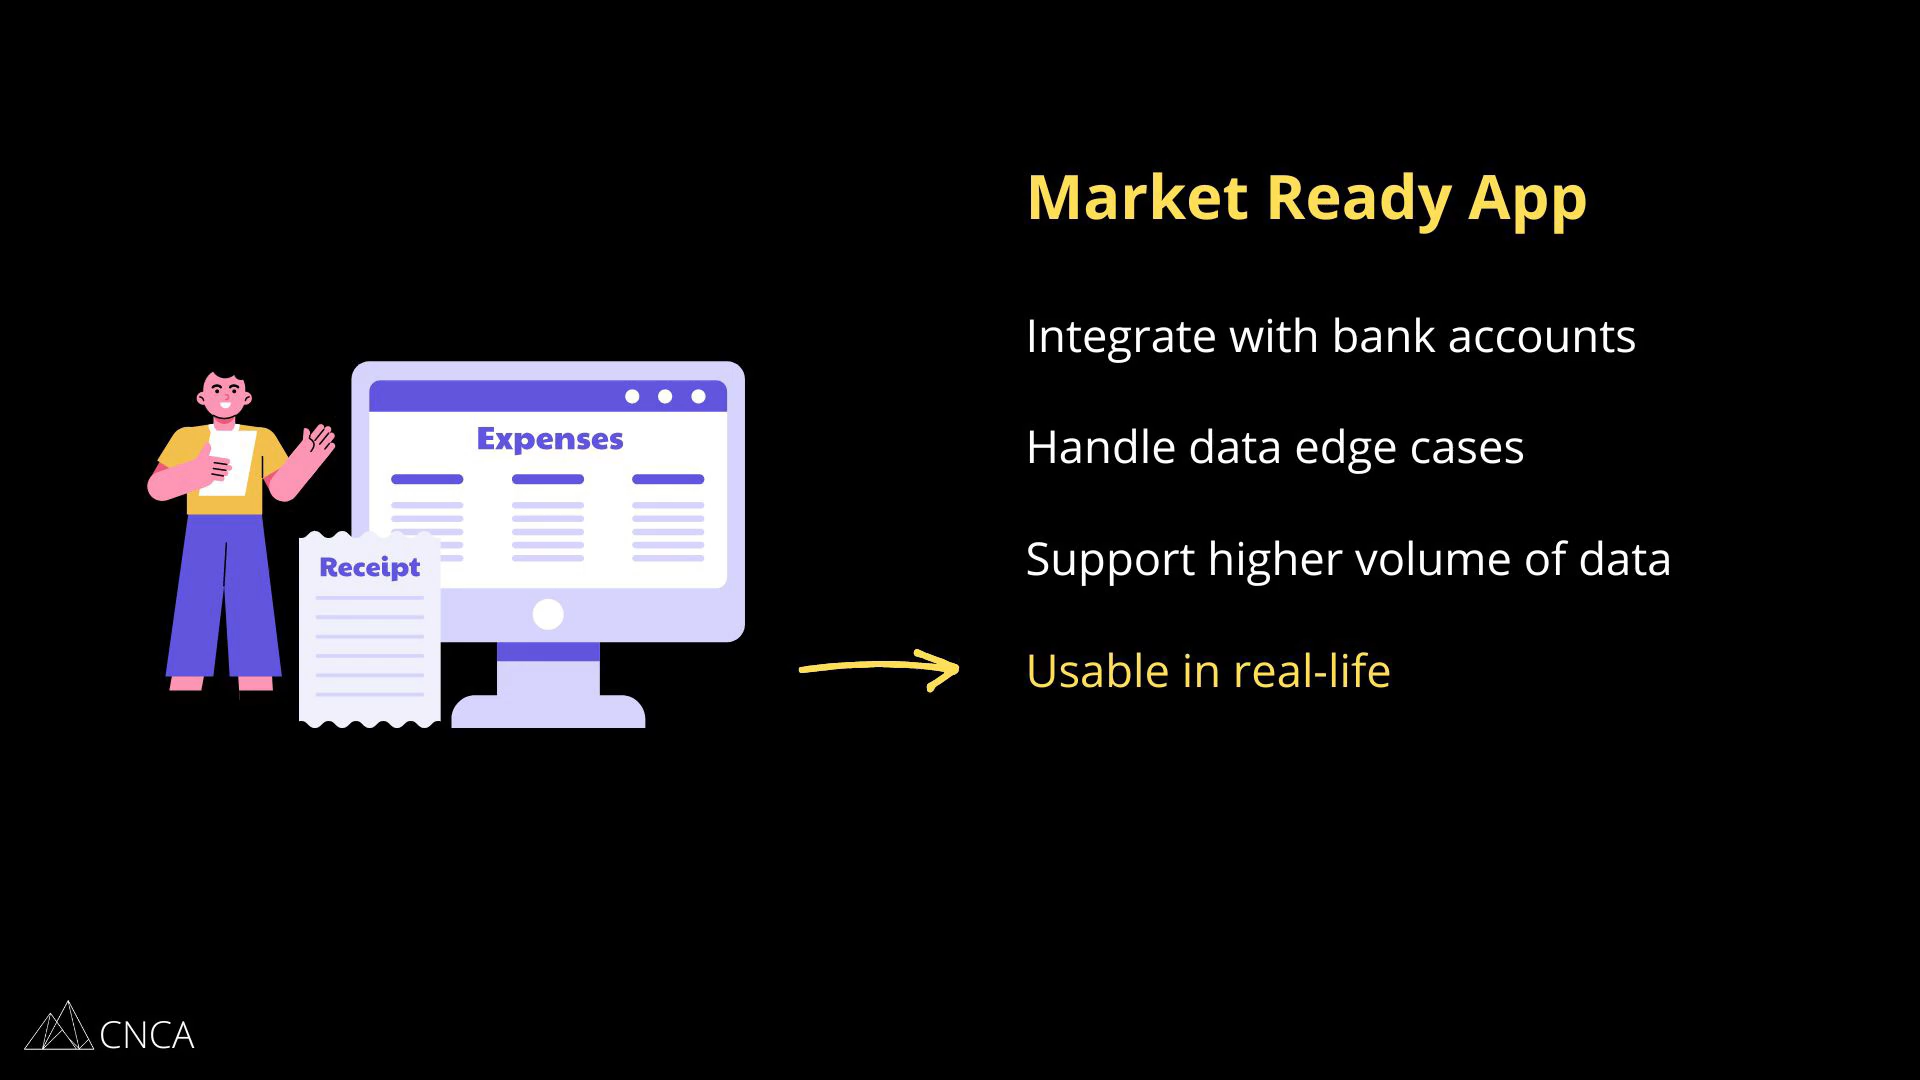 Market Ready App
Integrate with bank accounts
Handle data edge cases
Support higher volume of data
Usable in real-life
Expenses
Receipt
CNCA